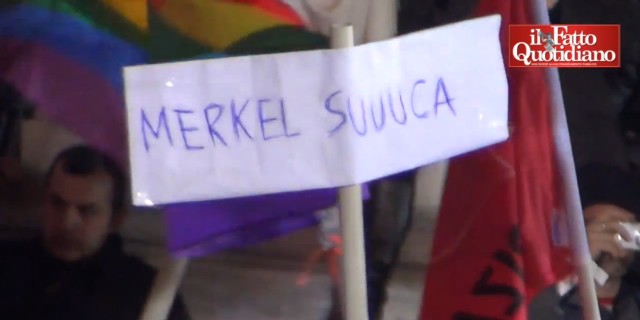 il Fatto
Quotidiano
MERKEL SUUUCA